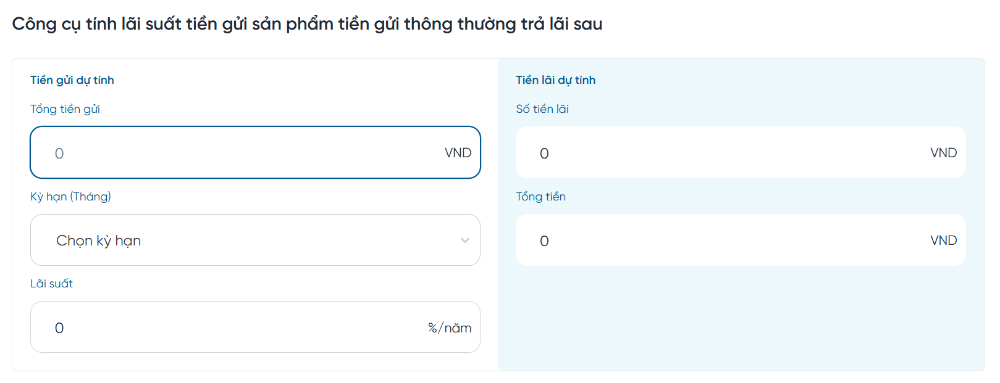 Công cụ tính lãi suất tiền gửi sản phẩm tiền gửi thông thường trả lãi sau
Tiền gửi dự tính
Tổng tiền gửi
0 VND
Kỳ hạn (Tháng)
Chọn kỳ hạn
Lãi suất
0 %/năm
Tiền lãi dự tính
Số tiền lãi
0 VND
Tổng tiền
0 VND